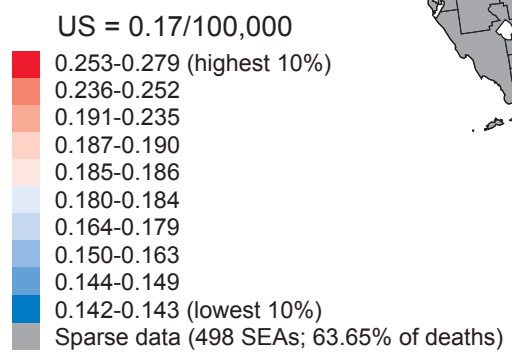 US = 0.17/100,000
0.253-0.279 (highest 10%)
0.236-0.252
0.191-0.235
0.187-0.190
0.185-0.186
0.180-0.184
0.164-0.179
0.150-0.163
0.144-0.149
0.142-0.143 (lowest 10%)
Sparse data (498 SEAs; 63.65% of deaths)